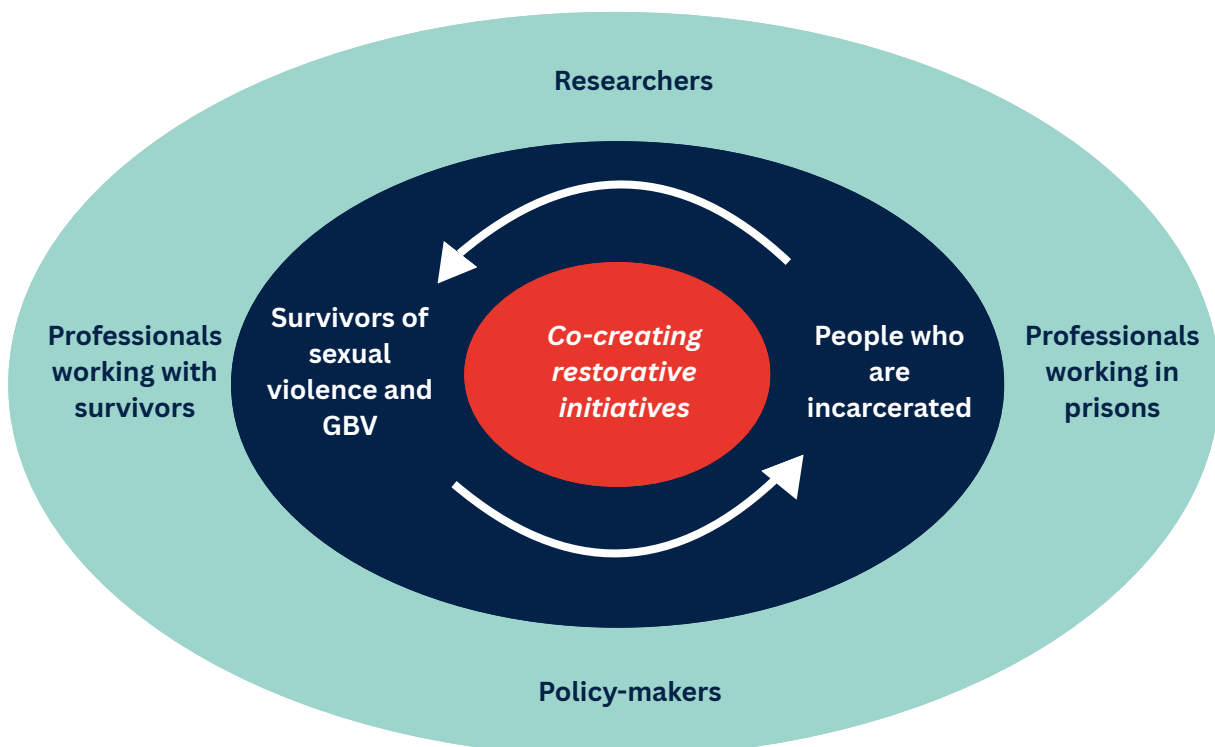 Researchers
Professionals
working with
survivors
Survivors of
sexual
violence and
GBV
Co-creating
restorative
initiatives
People who
are
incarcerated
Professionals
working in
prisons
Policy-makers